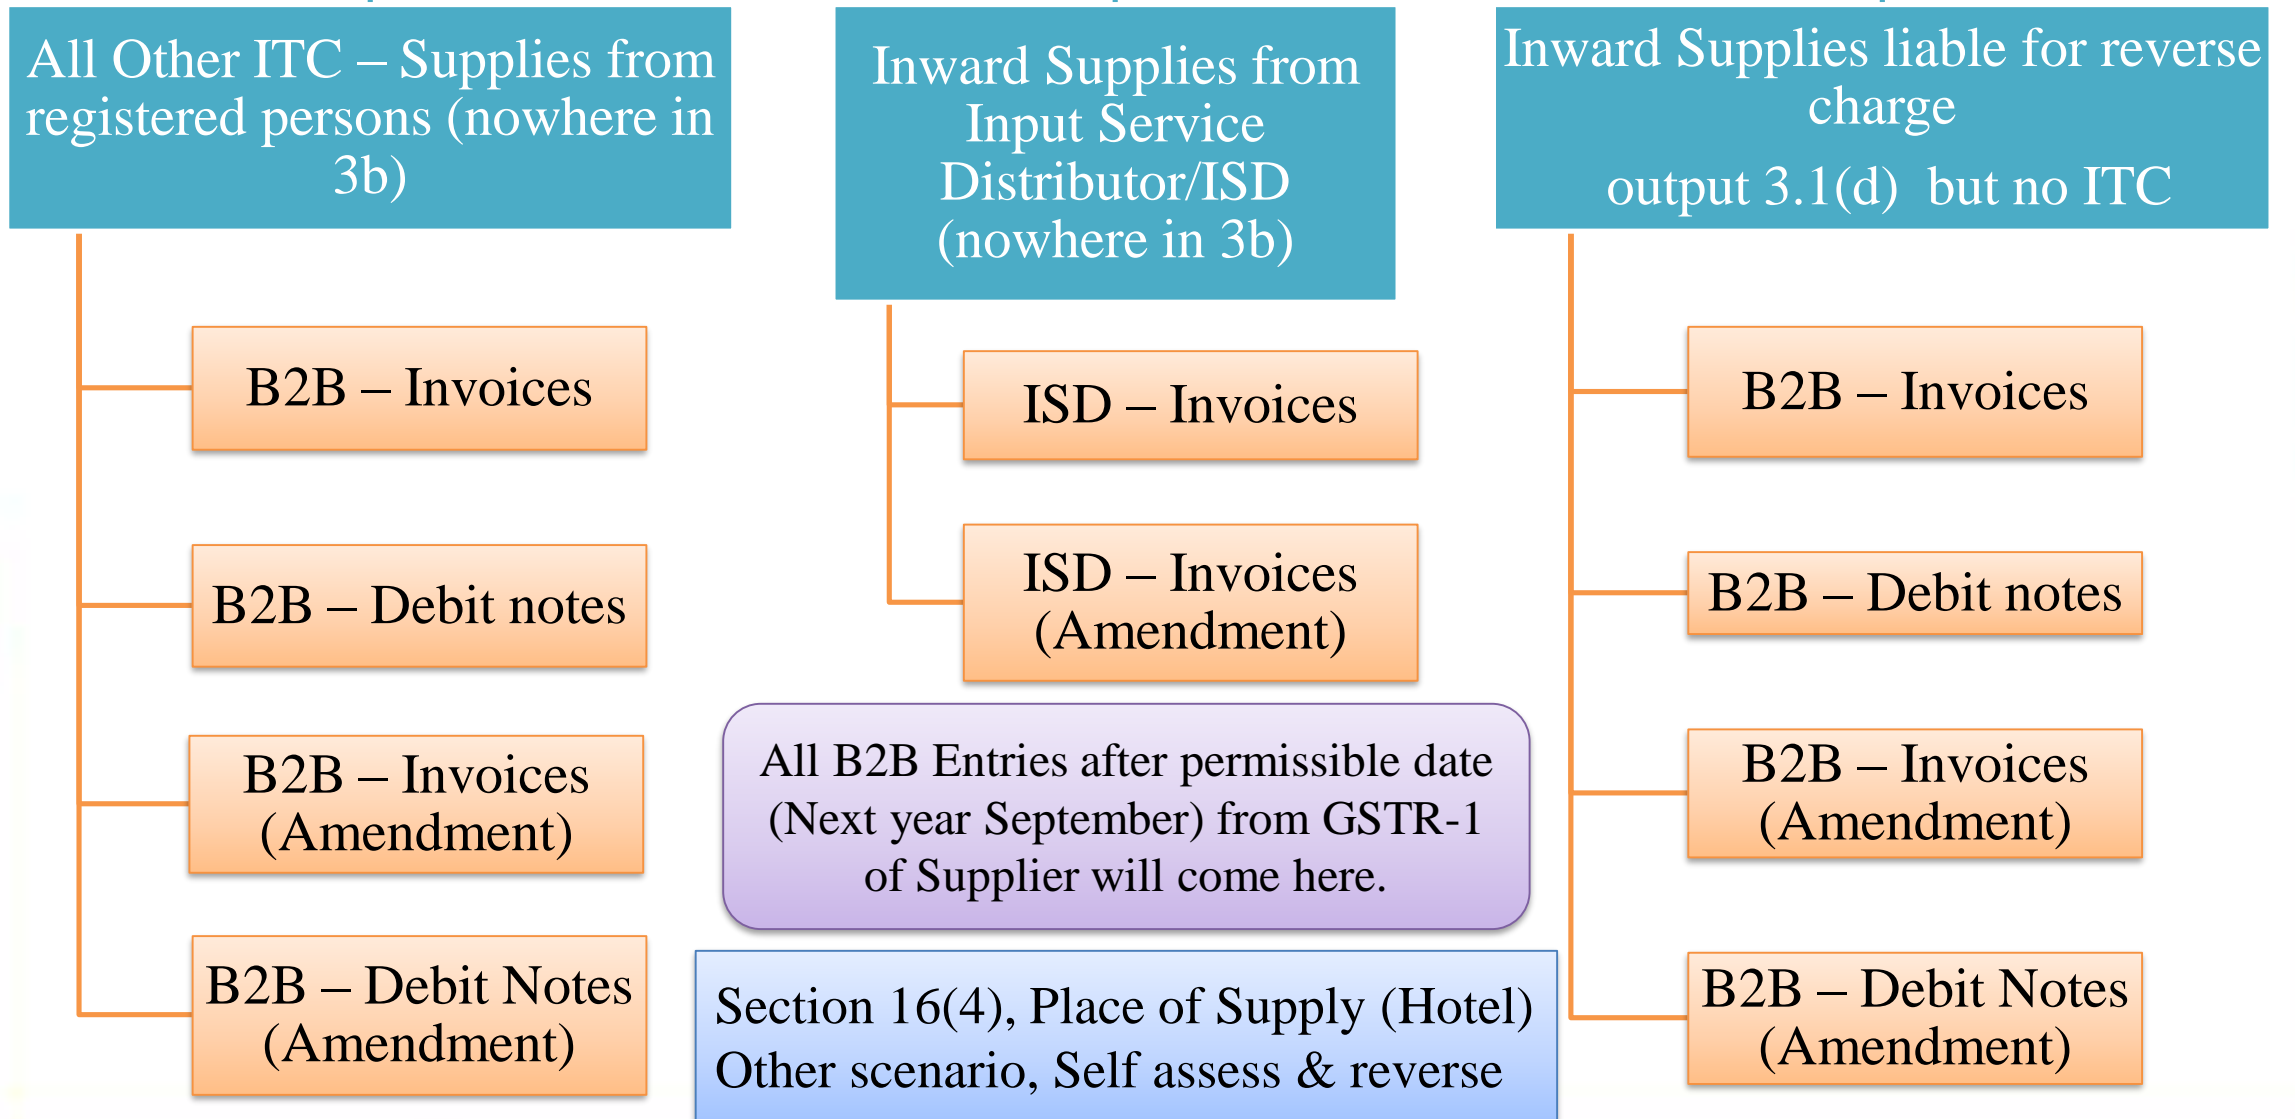 All Other ITC – Supplies from
registered persons (nowhere in
3b)
B2B – Invoices
B2B – Debit notes
B2B – Invoices
(Amendment)
B2B – Debit Notes
(Amendment)
Inward Supplies from
Input Service
Distributor/ISD
(nowhere in 3b)
ISD – Invoices
ISD – Invoices
(Amendment)
All B2B Entries after permissible date
(Next year September) from GSTR-1
of Supplier will come here.
Section 16(4), Place of Supply (Hotel)
Other scenario, Self assess & reverse
Inward Supplies liable for reverse
charge
output 3.1(d) but no ITC
B2B – Invoices
B2B – Debit notes
B2B – Invoices
(Amendment)
B2B – Debit Notes
(Amendment)